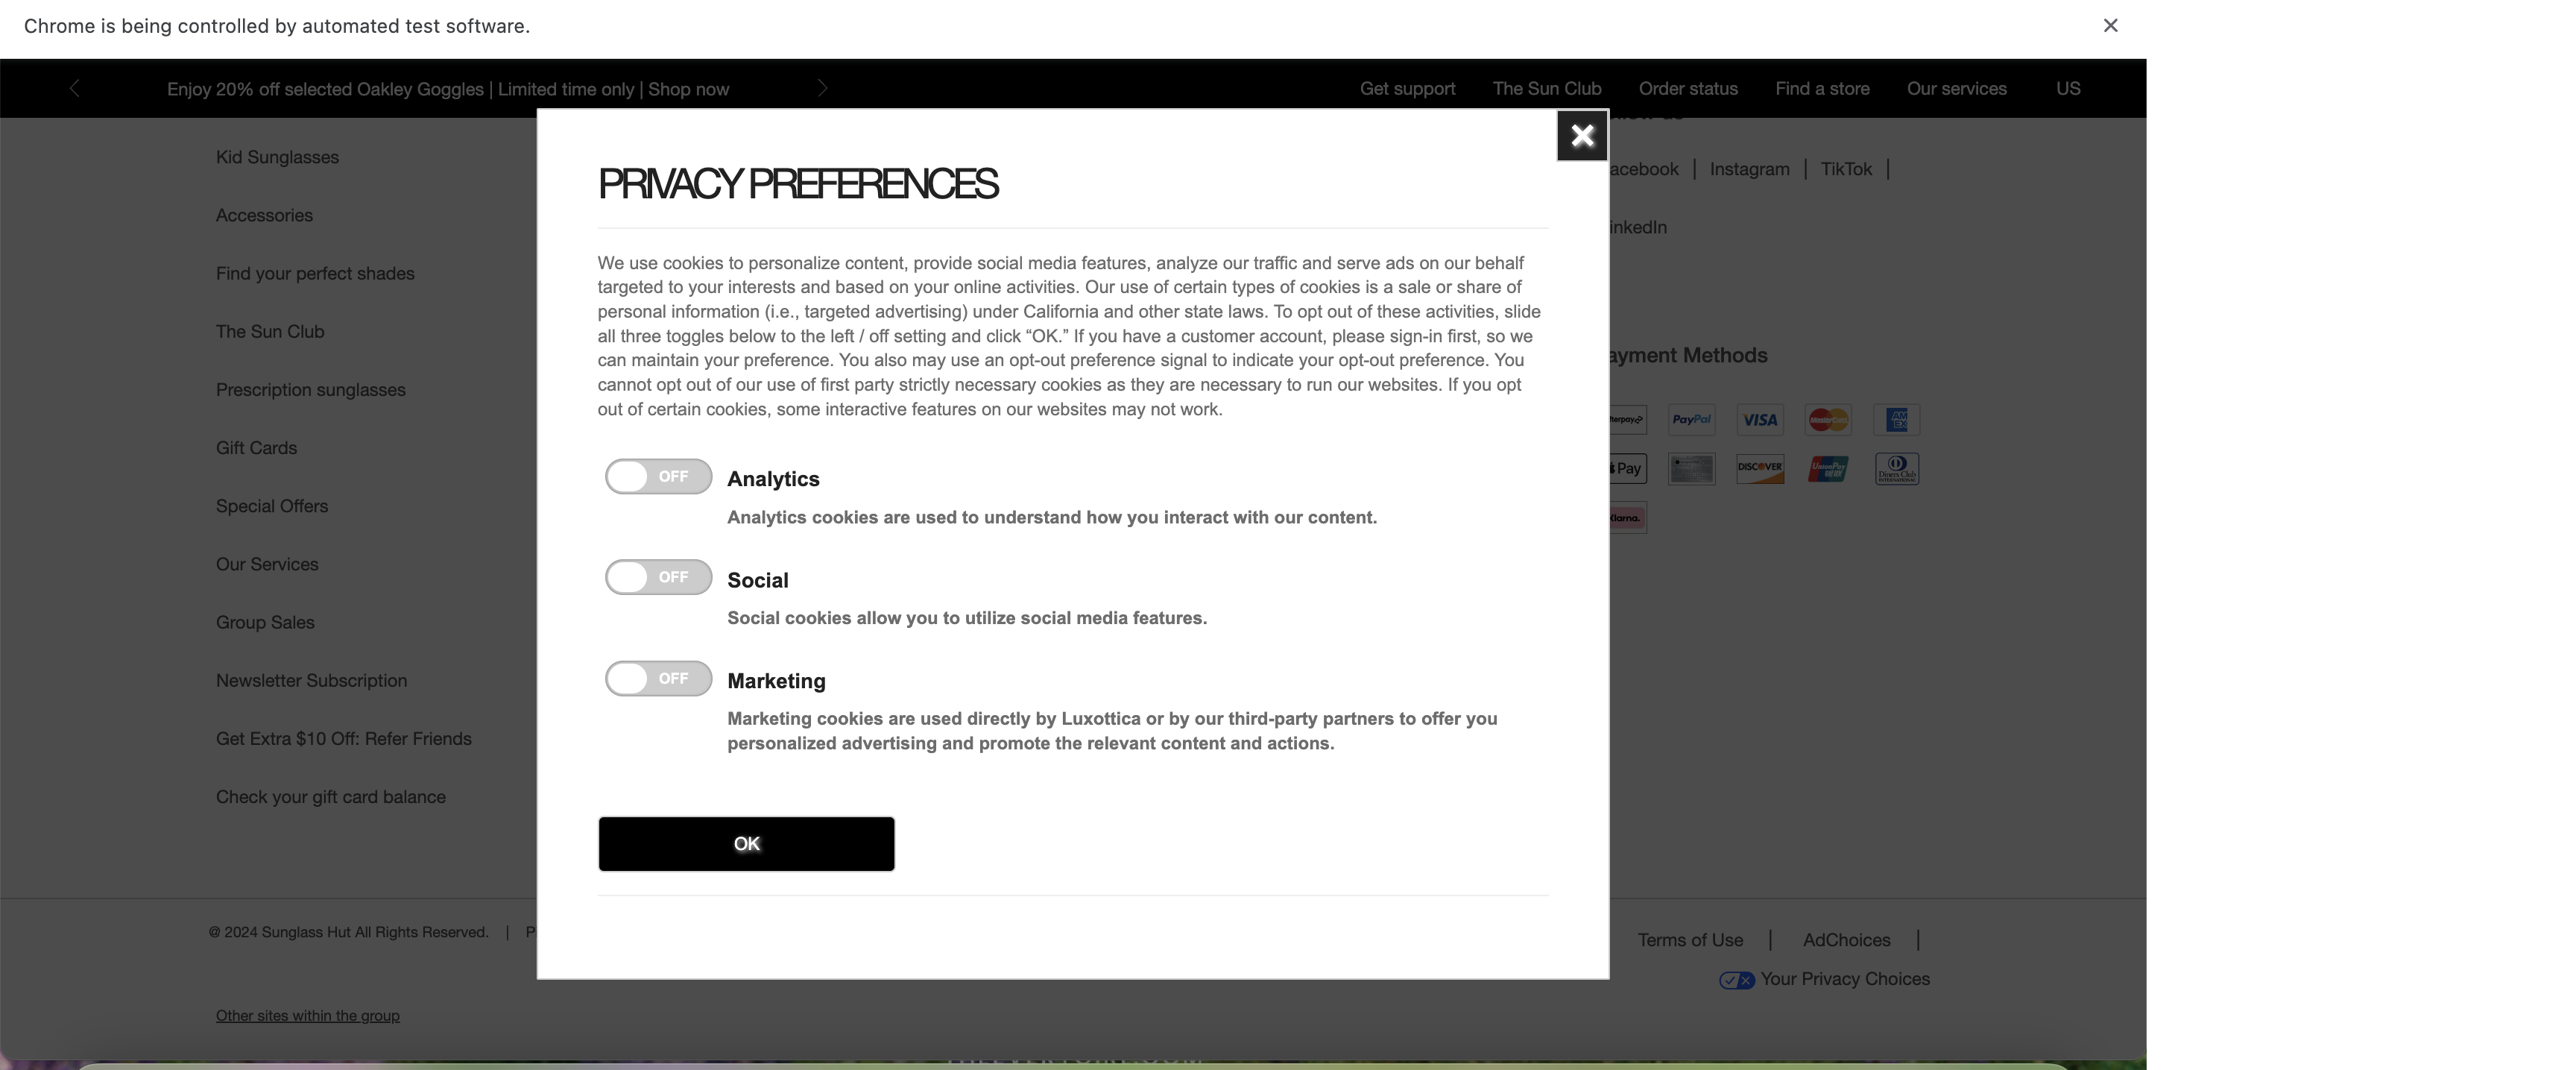 Chrome is being controlled by automated test software.
Enjoy 20% off selected Oakley Goggles | Limited time only | Shop now
Get support The Sun Club Order status Find a store Our services US
Kid Sunglasses
Accessories
Find your perfect shades
The Sun Club
Prescription sunglasses
Gift Cards
Special Offers
Our Services
Group Sales
Newsletter Subscription
Get Extra $10 Off: Refer Friends
Check your gift card balance
PRIVACY PREFERENCES
We use cookies to personalize content, provide social media features, analyze our traffic and serve ads on our behalf
targeted to your interests and based on your online activities. Our use of certain types of cookies is a sale or share of
personal information (i.e., targeted advertising) under California and other state laws. To opt out of these activities, slide
all three toggles below to the left / off setting and click “OK.” If you have a customer account, please sign-in first, so we
can maintain your preference. You also may use an opt-out preference signal to indicate your opt-out preference. You
cannot opt out of our use of first party strictly necessary cookies as they are necessary to run our websites. If you opt
out of certain cookies, some interactive features on our websites may not work.
OFF Analytics
Analytics cookies are used to understand how you interact with our content.
OFF Social
Social cookies allow you to utilize social media features.
OFF Marketing
Marketing cookies are used directly by Luxottica or by our third-party partners to offer you
personalized advertising and promote the relevant content and actions.
OK
acebook | Instagram | TikTok |
inkedIn
ayment Methods
terpay PayPal VISA MasterCard AM EX
Pay DISCOVER UnionPay Diners Club INTERNATIONAL
Klarna.
@ 2024 Sunglass Hut All Rights Reserved. | P
Terms of Use | AdChoices |
Your Privacy Choices
Other sites within the group